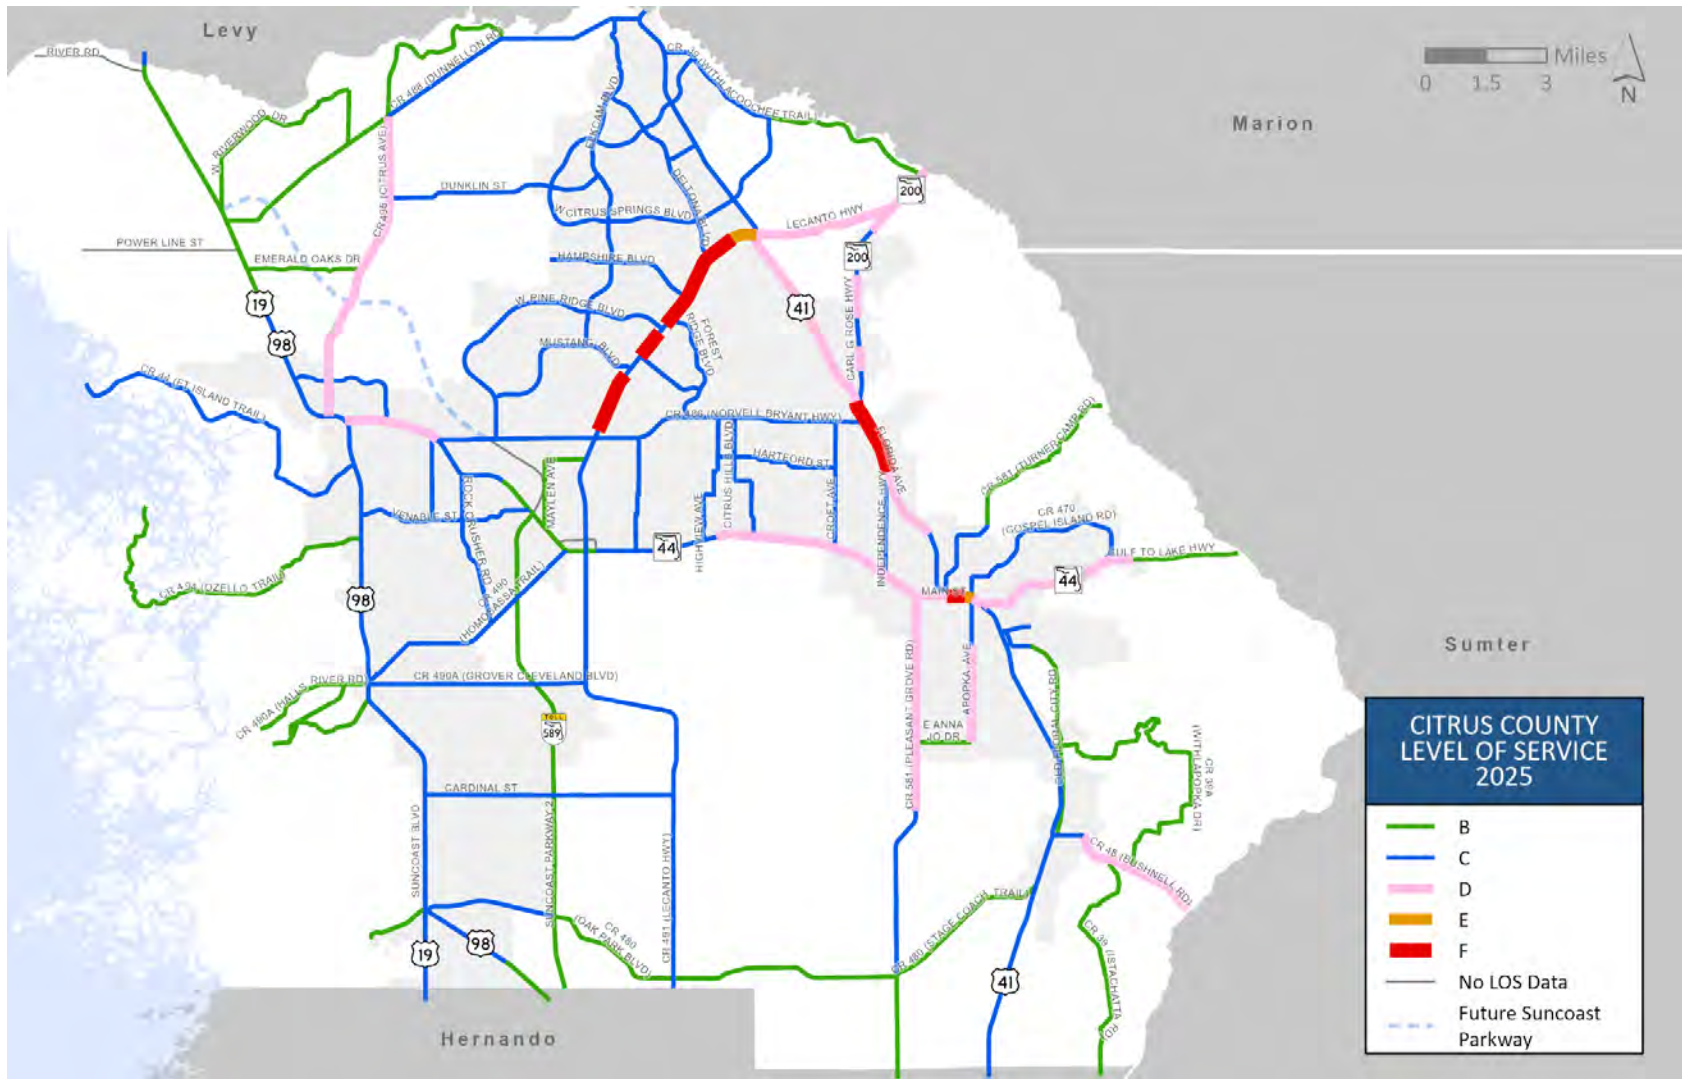 Levy
Marion
Sumter
Hernando
Miles
0 1.5 3
N
RIVER RD
CR 488 (DUNNELLON RD)
W RIVERWOOD DR
CR 495 (CITRUS AVE)
POWER LINE ST
EMERALD OAKS DR
19
98
DUNKLIN ST
W CITRUS SPRINGS BLVD
ELKCAM BLVD
DELTONA BLVD
CR 39 (WITHLACOOCHEE TRAIL)
LECANTO HWY
200
200
HAMPSHIRE BLVD
W PINE RIDGE BLVD
MUSTANG BLVD
FOREST
RIDGE BLVD
41
CARL G ROSE HWY
CR 44 (FT ISLAND TRAIL)
CR 486 (NORVELL BRYANT HWY)
HARTFORD ST
CITRUS HILLS BLVD
HIGHVIEW AVE
CROFT AVE
INDEPENDENCE HWY
FLORIDA AVE
CR 581 (TURNER CAMP RD)
CR 470
(GOSPEL ISLAND RD)
GULF TO LAKE HWY
44
44
MAYLEN AVE
VENABLE ST
ROCK CRUSHER RD
CR 490
(HOMOSASSA TRAIL)
CR 494 (OZELLO TRAIL)
98
MAIN ST
CR 490A (HALLS RIVER RD)
CR 490A (GROVER CLEVELAND BLVD)
TOLL
589
CR 581 (PLEASANT GROVE RD)
APOPKA AVE
E ANNA
JO DR
CR 39A
(WITHLAPOPKA DR)
CARDINAL ST
SUNCOAST BLVD
SUNCOAST PARKWAY 2
CR 491 (LECANTO HWY)
CR 48 (BUSHNELL RD)
CR 480
(OAK PARK BLVD)
CR 480 (STAGE COACH TRAIL)
CR 39 (ISTACHATTA RD)
19
98
41
CITRUS COUNTY
LEVEL OF SERVICE
2025
B
C
D
E
F
No LOS Data
Future Suncoast
Parkway